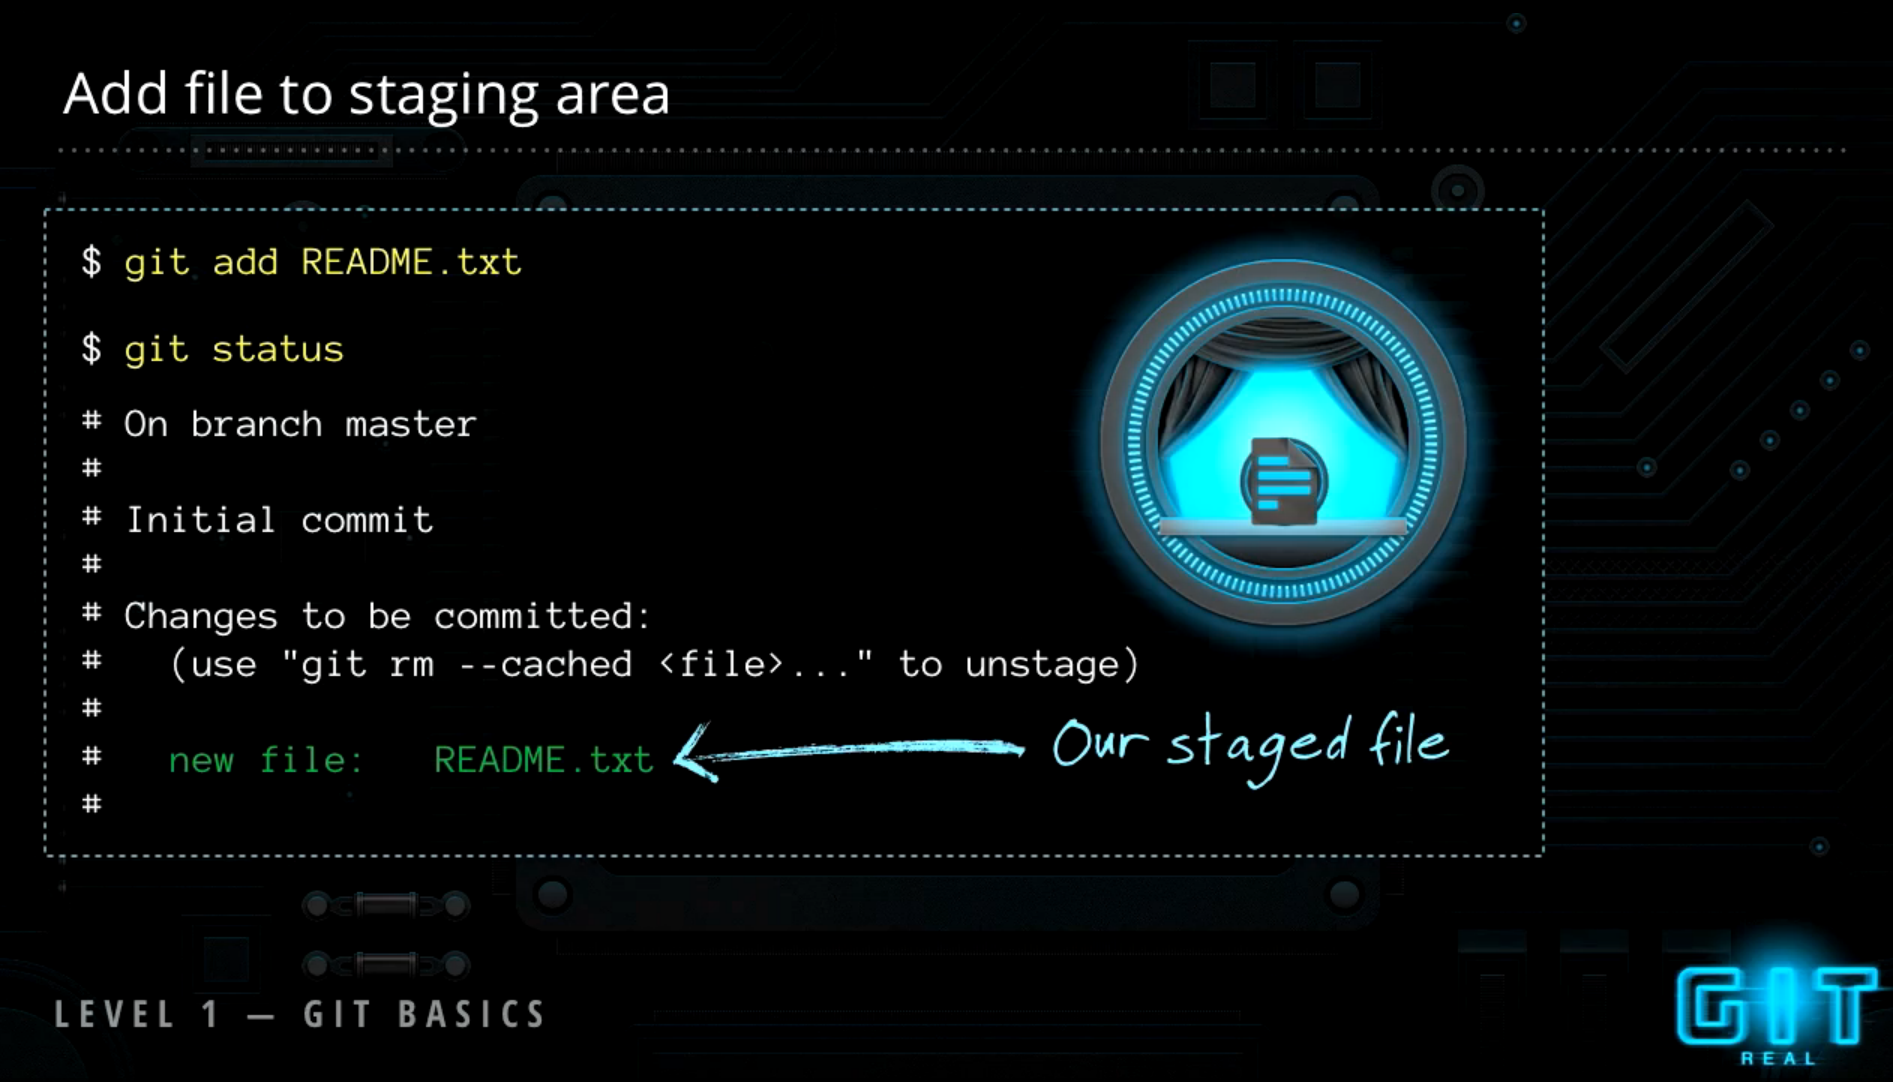 Add file to staging area
$ git add README.txt
$ git status
# On branch master
#
# Initial commit
#
# Changes to be committed:
#   (use "git rm --cached <file>..." to unstage)
#
#   new file:   README.txt
Our staged file
#
LEVEL 1 — GIT BASICS
GIT
REAL